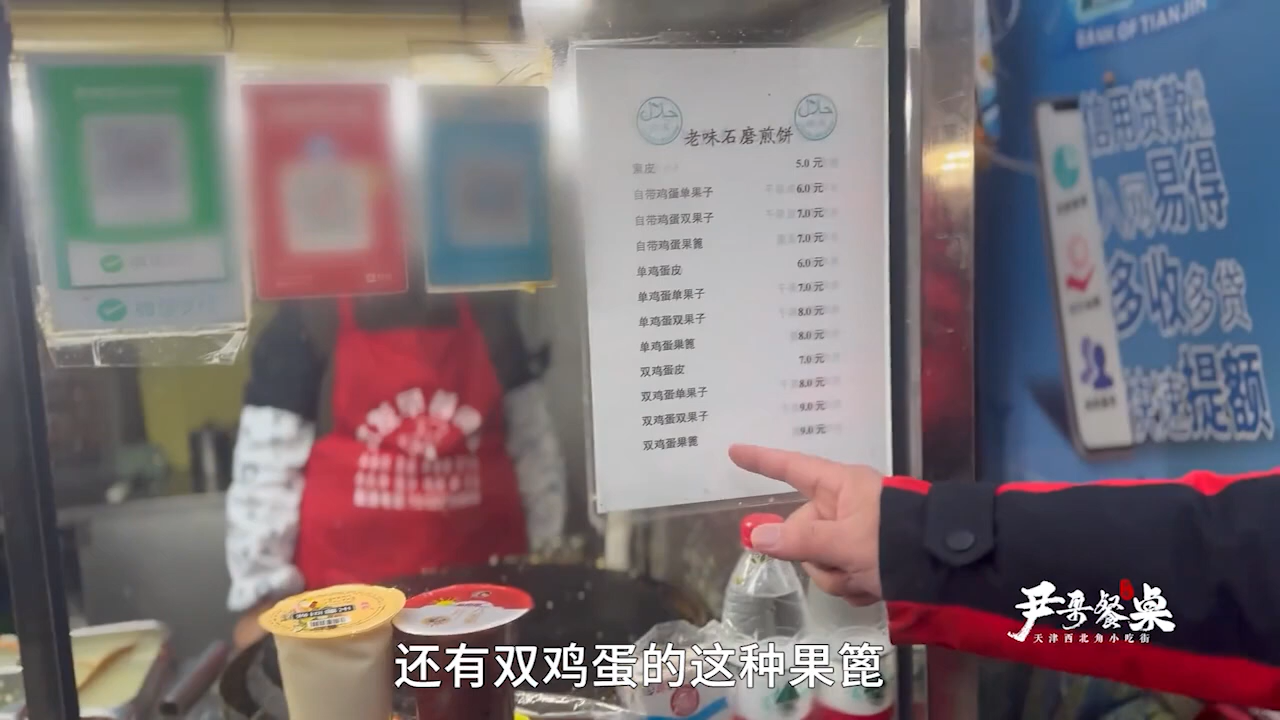 BANK OF TIANJIN
老味石磨煎饼
5.0 元
自带鸡蛋单果子 6.0 元
自带鸡蛋双果子 7.0 元
自带鸡蛋果篦 7.0 元
单鸡蛋皮 6.0 元
单鸡蛋单果子 7.0 元
单鸡蛋双果子 8.0 元
单鸡蛋果篦 8.0 元
双鸡蛋皮 7.0 元
双鸡蛋单果子 8.0 元
双鸡蛋双果子 9.0 元
双鸡蛋果篦 9.0 元
信用贷款
易得
多收多贷
快速提额
尹哥餐桌
天津西北角小吃街
还有双鸡蛋的这种果篦